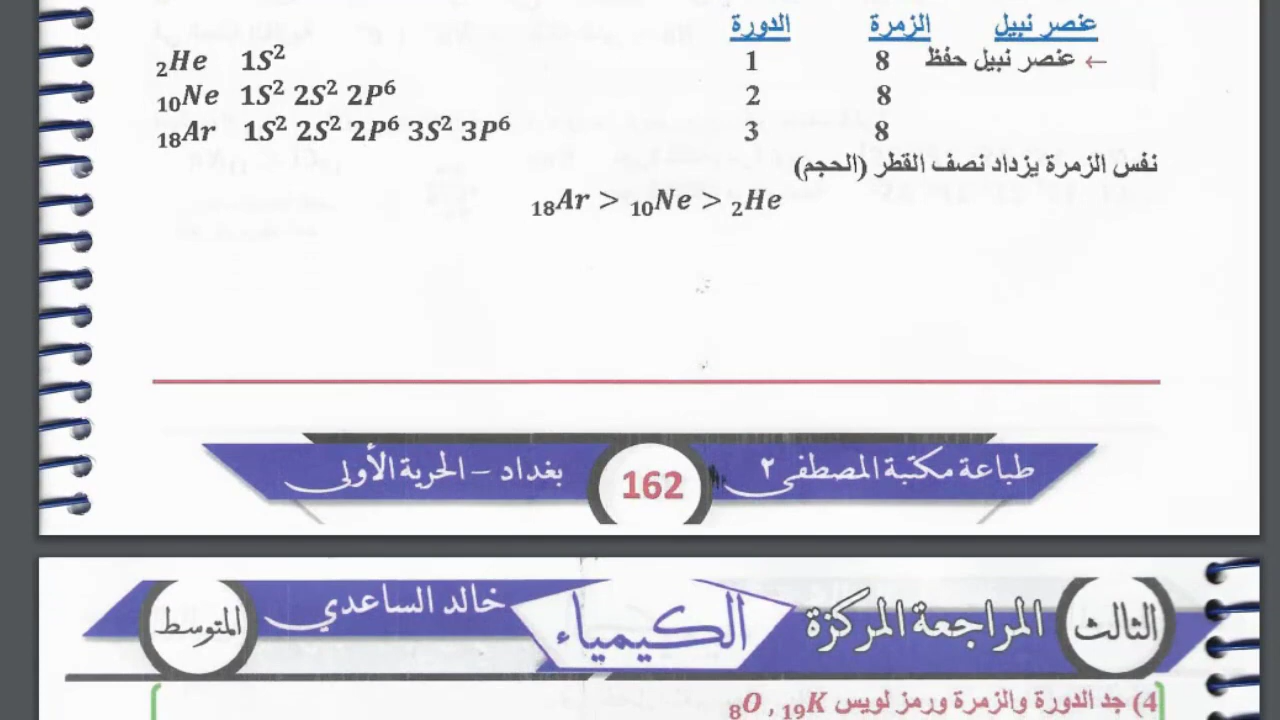 عنصر نبيل الزمرة الدورة
₂He 1S² 1 8 عنصر نبيل حفظ ←
₁₀Ne 1S² 2S² 2P⁶ 2 8
₁₈Ar 1S² 2S² 2P⁶ 3S² 3P⁶ 3 8
نفس الزمرة يزداد نصف القطر (الحجم)
₁₈Ar > ₁₀Ne > ₂He
طباعة مكتبة المصطفى ٢ 162 بغداد - الحرية الأولى
الثالث المراجعة المركزة الكيمياء خالد الساعدي المتوسط
4) جد الدورة والزمرة ورمز لويس ₈O , ₁₉K